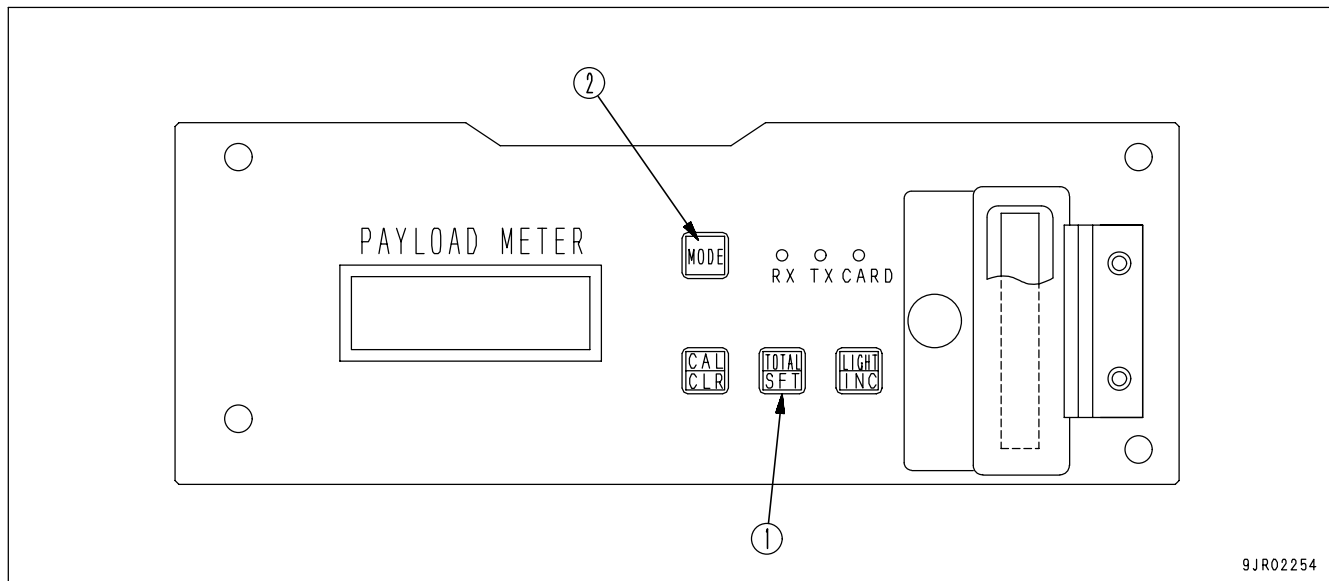 2
PAYLOAD METER
MODE
RX TX CARD
CAL
CLR
TOTAL
SFT
LIGHT
INC
1
9JR02254